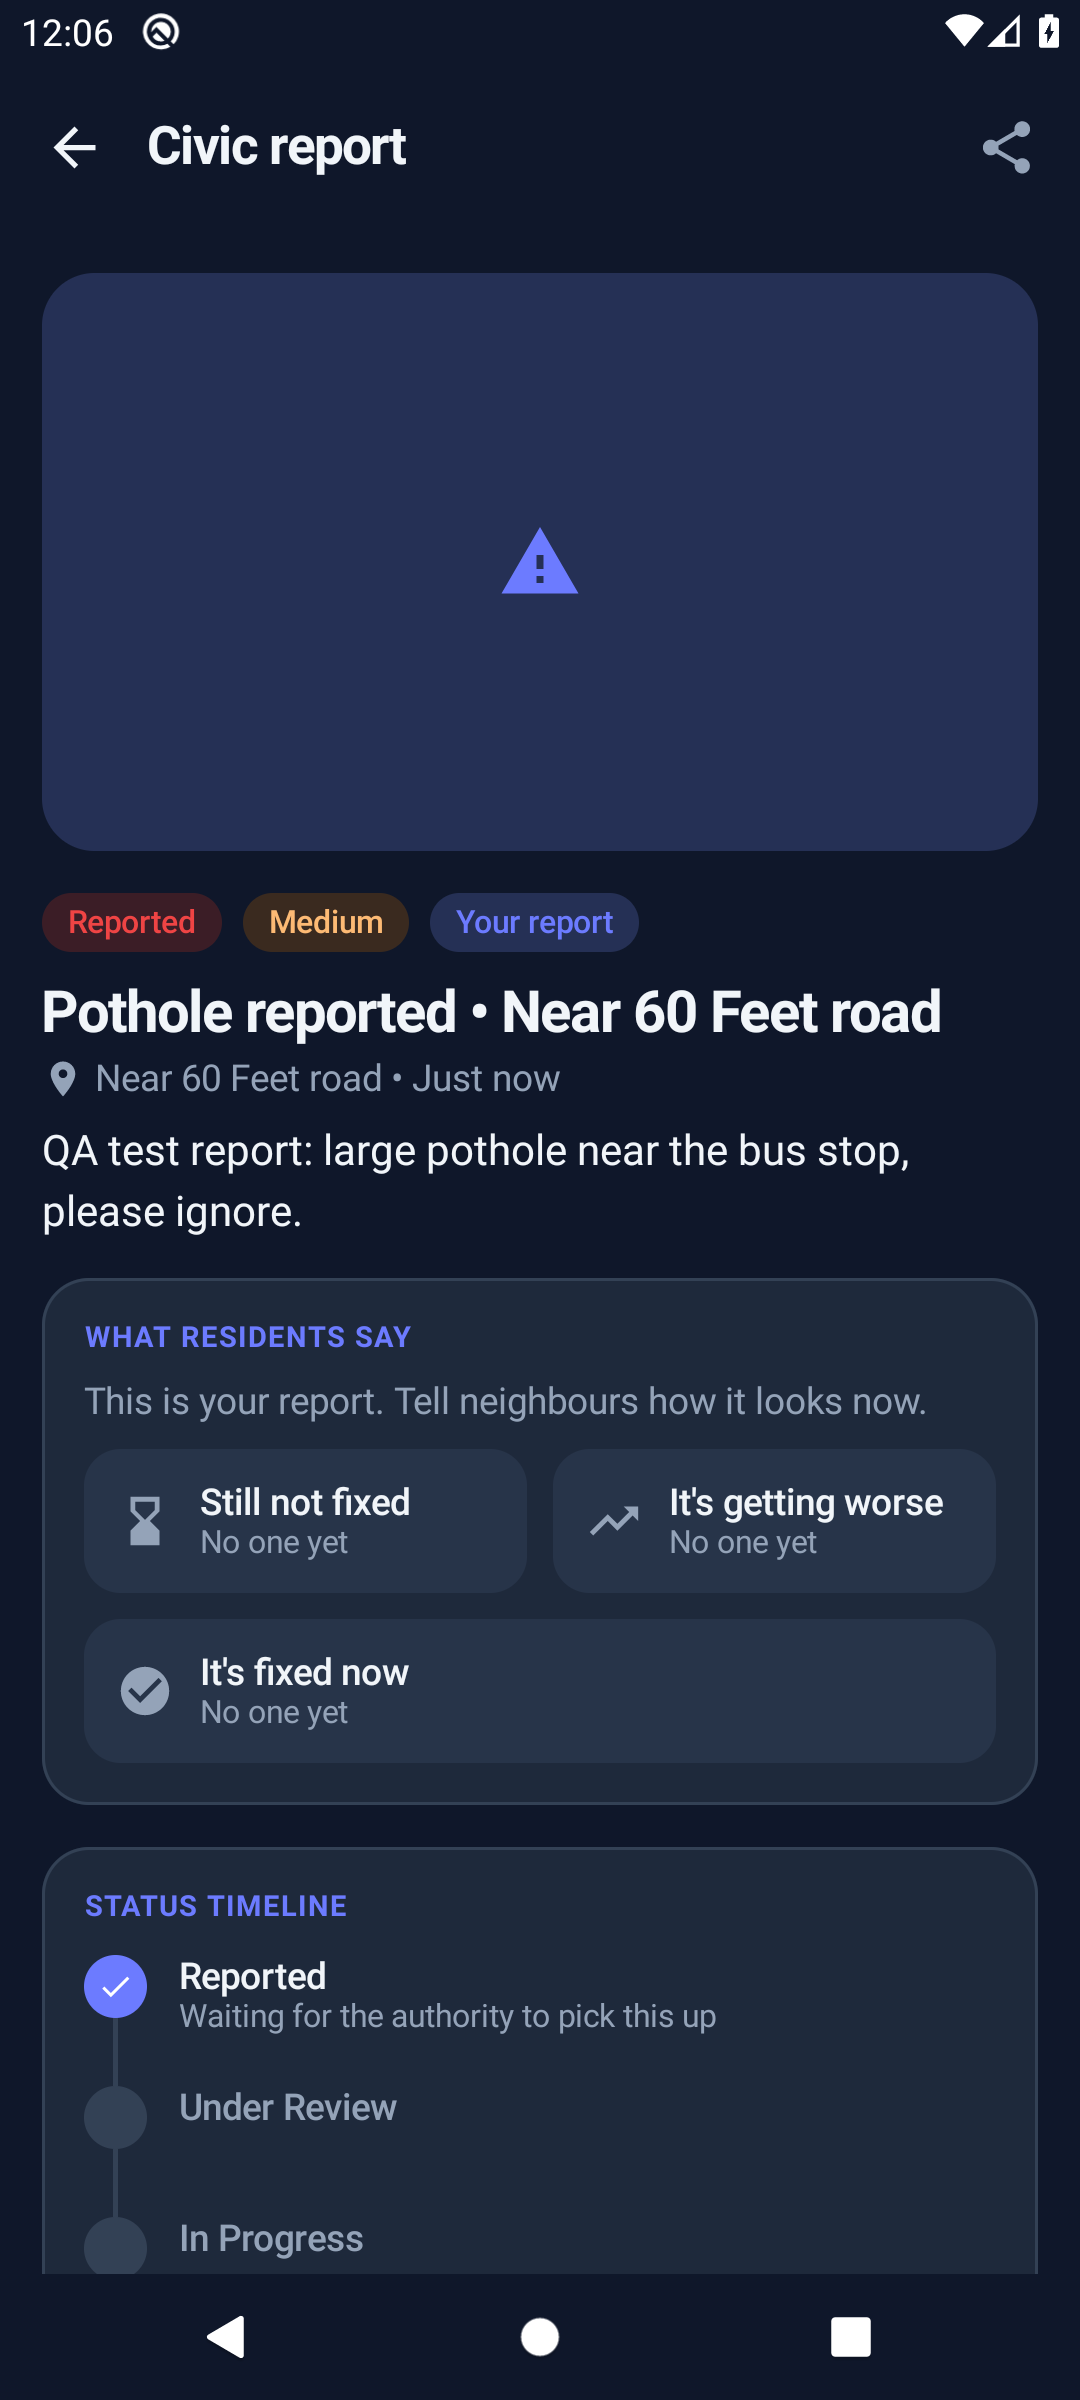 12:06
Civic report
Reported
Medium
Your report
Pothole reported • Near 60 Feet road
Near 60 Feet road • Just now
QA test report: large pothole near the bus stop,
please ignore.
WHAT RESIDENTS SAY
This is your report. Tell neighbours how it looks now.
Still not fixed
No one yet
It's getting worse
No one yet
It's fixed now
No one yet
STATUS TIMELINE
Reported
Waiting for the authority to pick this up
Under Review
In Progress